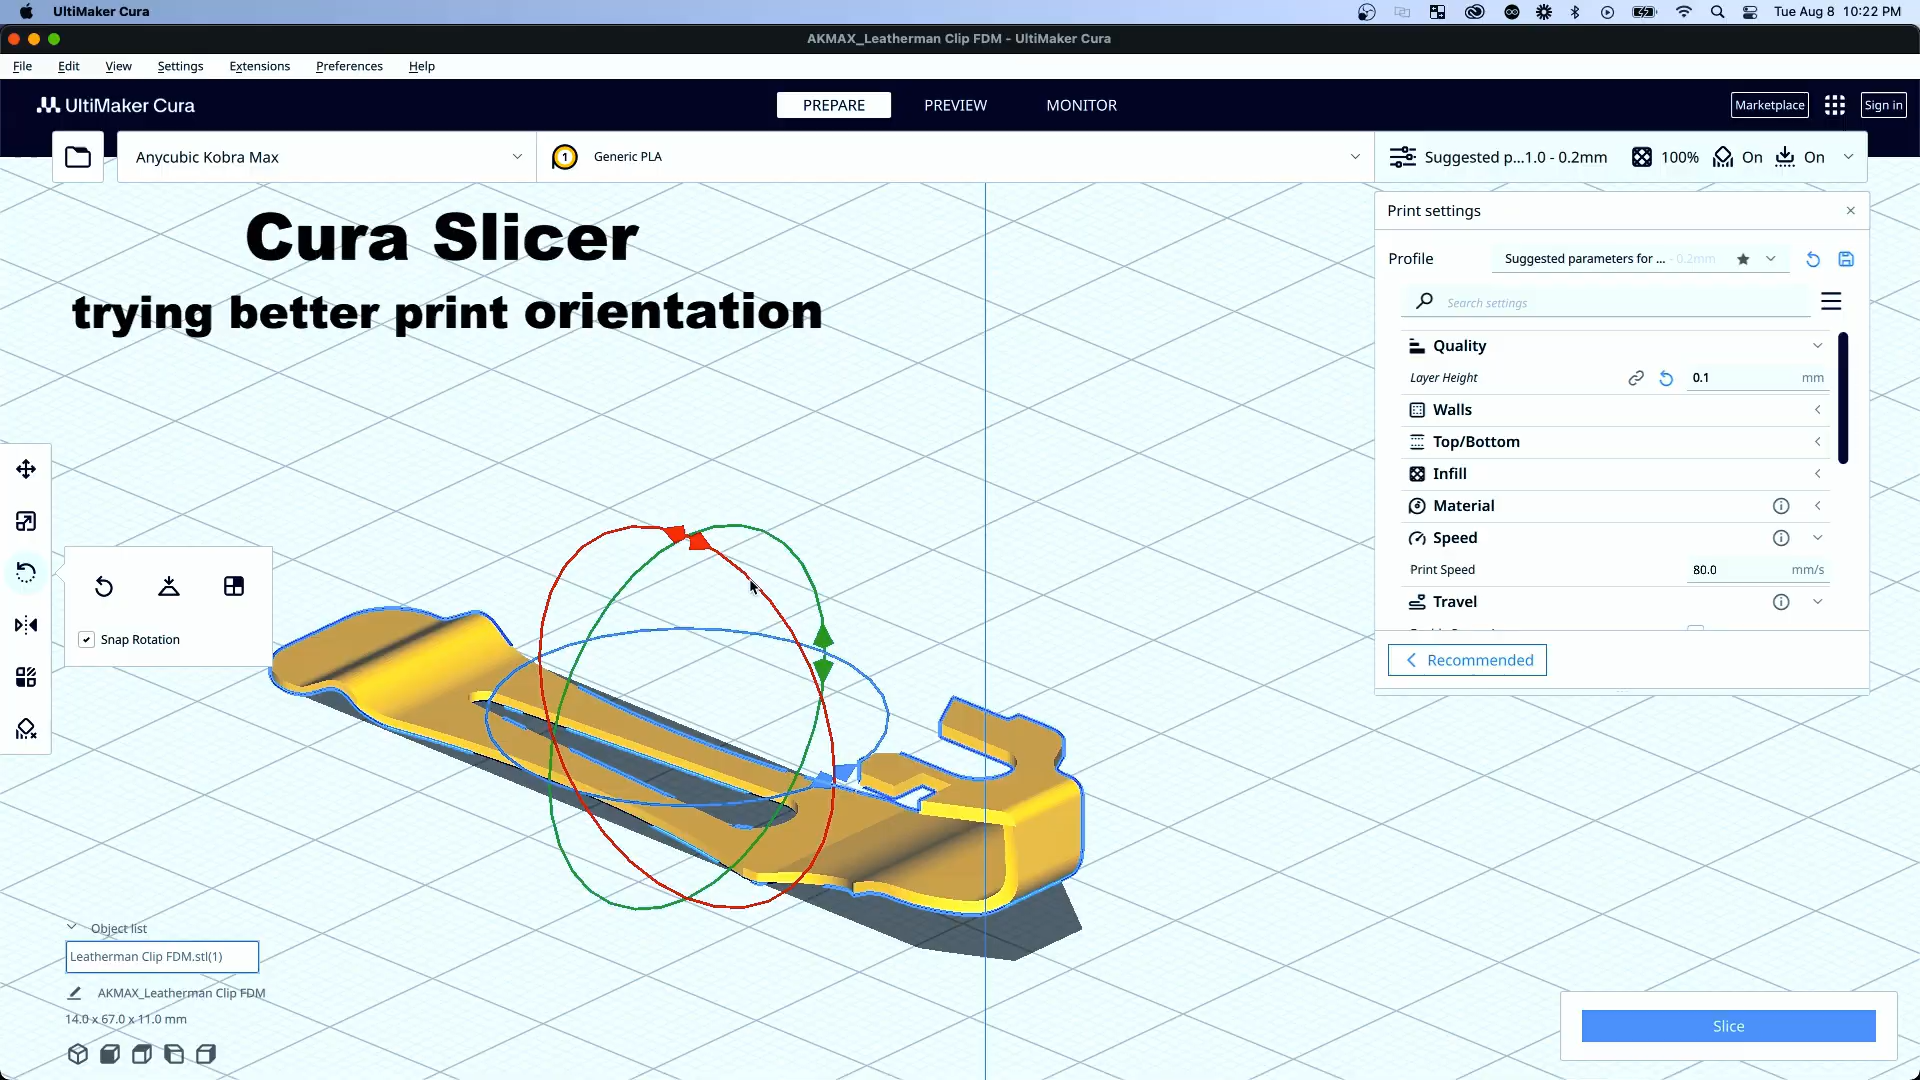 UltiMaker Cura
Tue Aug 8 10:22 PM
AKMAX_Leatherman Clip FDM - UltiMaker Cura
File Edit View Settings Extensions Preferences Help
UltiMaker Cura
PREPARE PREVIEW MONITOR
Marketplace Sign in
Anycubic Kobra Max
1 Generic PLA
Suggested p...1.0 - 0.2mm 100% On On
Cura Slicer
trying better print orientation
Print settings
Profile Suggested parameters for ... - 0.2mm
Search settings
Quality
Layer Height 0.1 mm
Walls
Top/Bottom
Infill
Material
Speed
Print Speed 80.0 mm/s
Travel
Recommended
Snap Rotation
Object list
Leatherman Clip FDM.stl(1)
AKMAX_Leatherman Clip FDM
14.0 x 67.0 x 11.0 mm
Slice